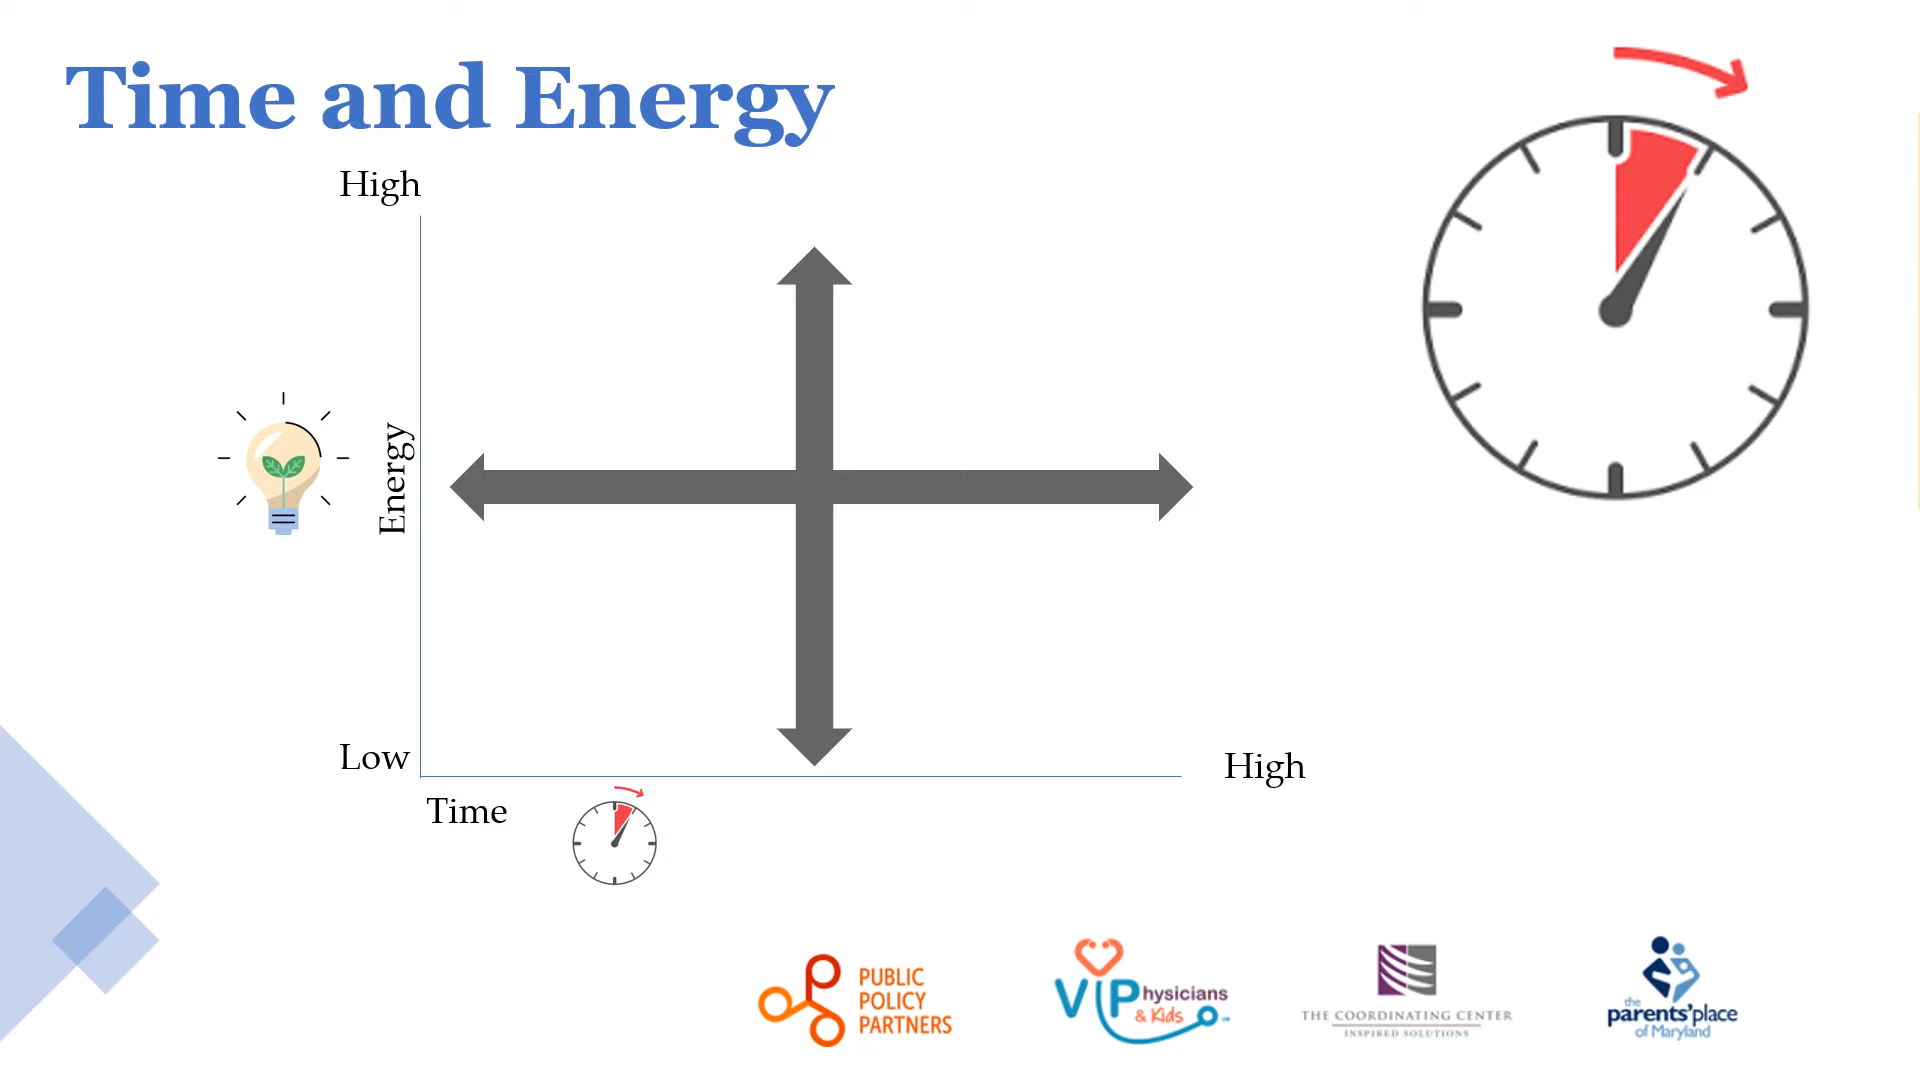 Time and Energy
High
Energy
Low
High
Time
PUBLIC
POLICY
PARTNERS
VIPhysicians
& Kids
THE COORDINATING CENTER
INSPIRED SOLUTIONS
the
parents'place
of Maryland